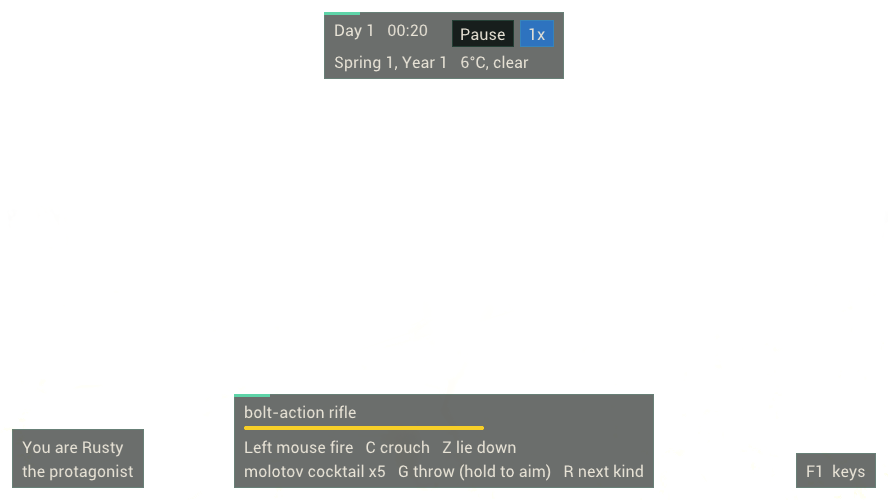 Day 1 00:20 Pause 1x
Spring 1, Year 1 6°C, clear
bolt-action rifle
Left mouse fire C crouch Z lie down
molotov cocktail x5 G throw (hold to aim) R next kind
You are Rusty
the protagonist
F1 keys